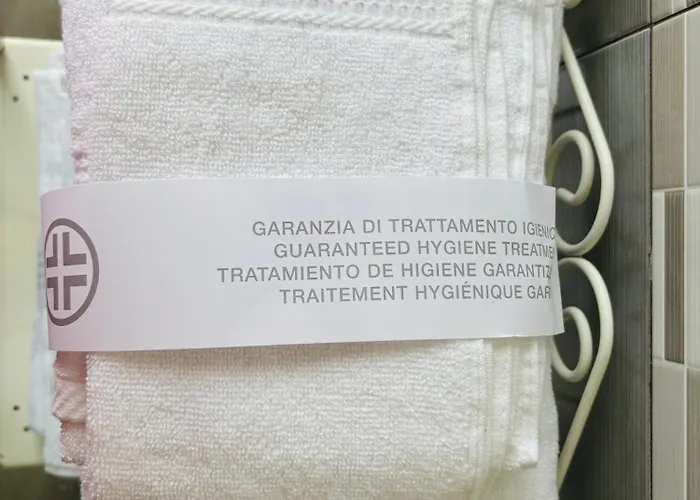 GARANZIA DI TRATTAMENTO IGIENIC
GUARANTEED HYGIENE TREATME
TRATAMIENTO DE HIGIENE GARANTIZ
TRAITEMENT HYGIÉNIQUE GAR